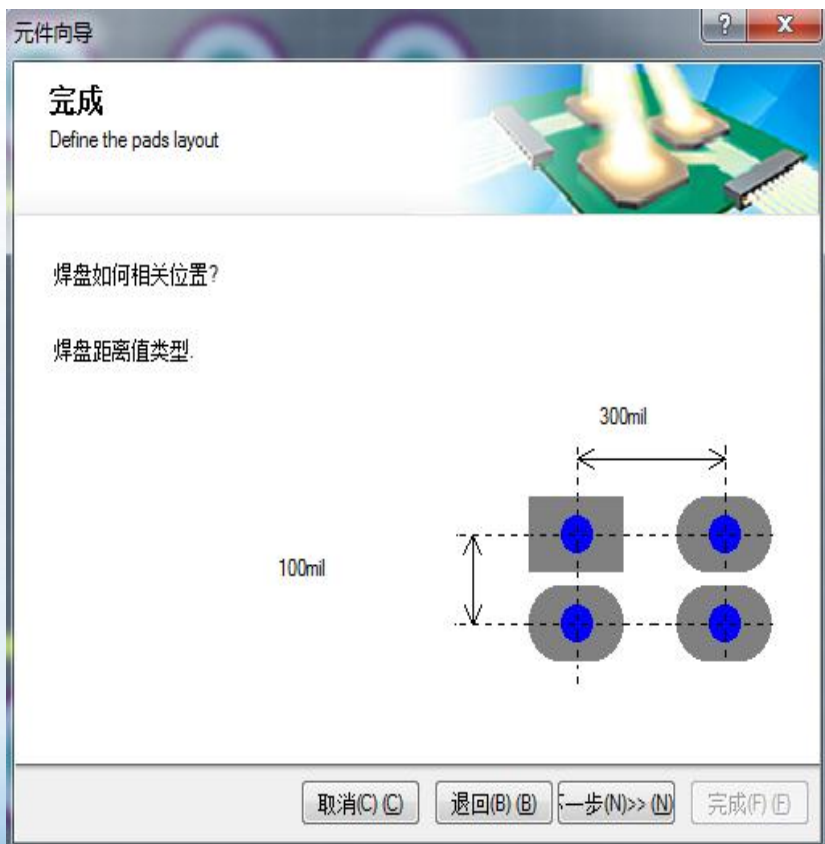 元件向导
完成
Define the pads layout
焊盘如何相关位置?
焊盘距离值类型.
300mil
100mil
取消(C) (C)
退回(B) (B)
一步(N)>> (N)
完成(F) (F)